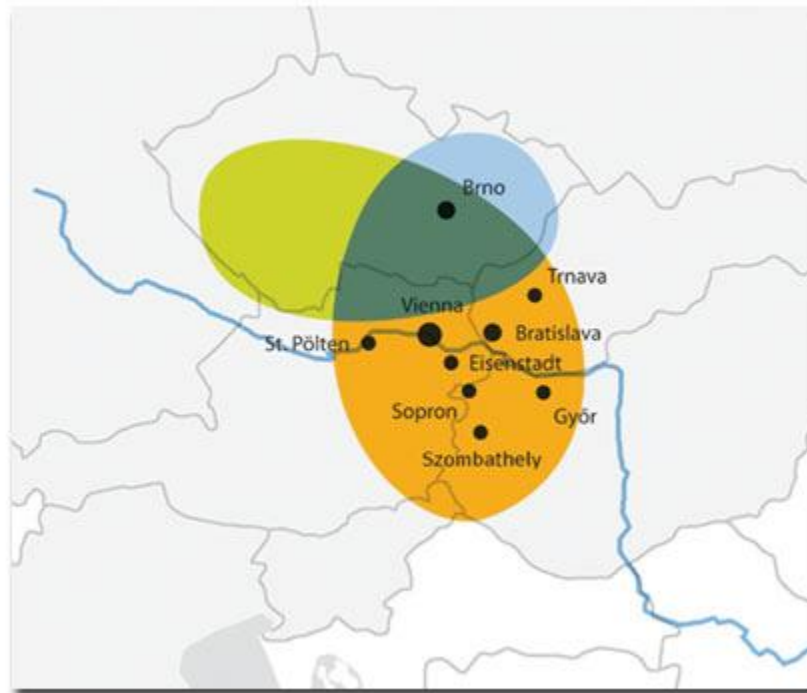 Brno
Trnava
Vienna
St. Pölten
Bratislava
Eisenstadt
Sopron
Győr
Szombathely